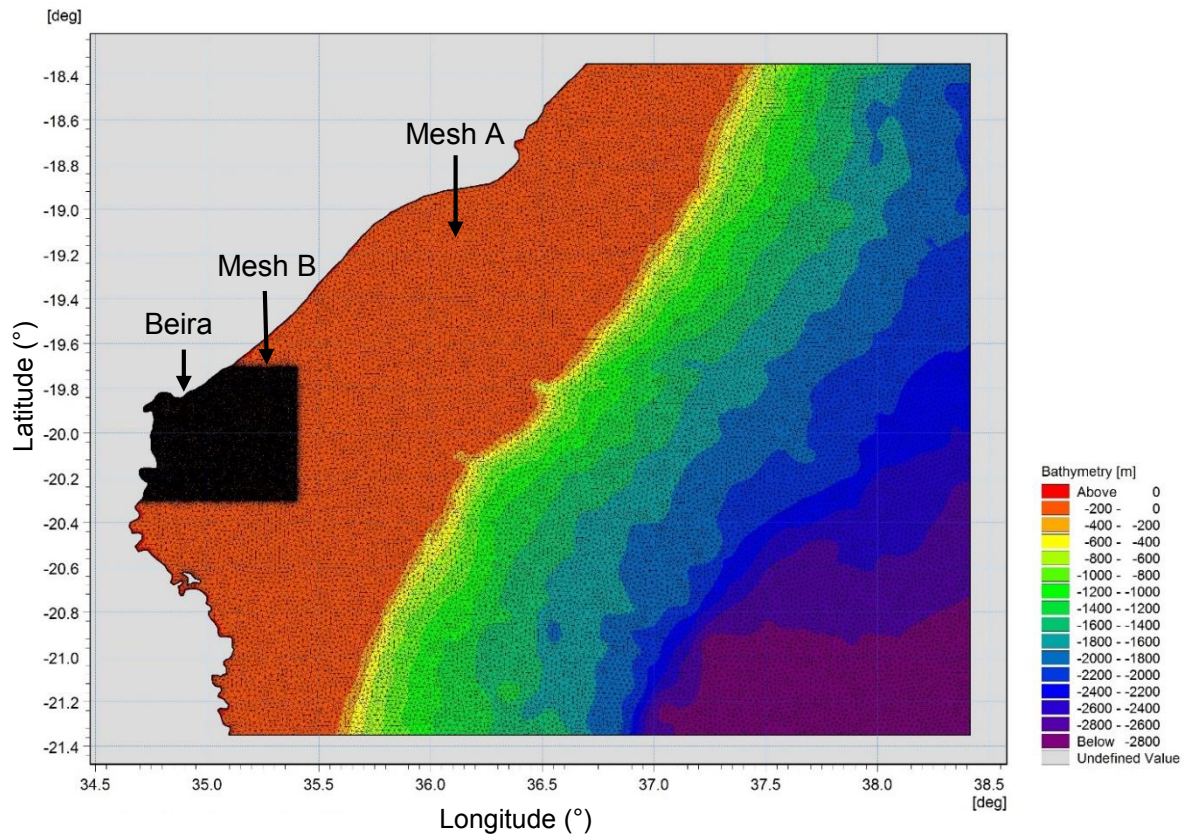 [deg]
-18.4
-18.6
-18.8
-19.0
-19.2
-19.4
-19.6
-19.8
-20.0
-20.2
-20.4
-20.6
-20.8
-21.0
-21.2
-21.4
Latitude (°)
Mesh A
Mesh B
Beira
34.5 35.0 35.5 36.0 36.5 37.0 37.5 38.0 38.5
[deg]
Longitude (°)
Bathymetry [m]
Above 0
-200 - 0
-400 - -200
-600 - -400
-800 - -600
-1000 - -800
-1200 - -1000
-1400 - -1200
-1600 - -1400
-1800 - -1600
-2000 - -1800
-2200 - -2000
-2400 - -2200
-2600 - -2400
-2800 - -2600
Below -2800
Undefined Value